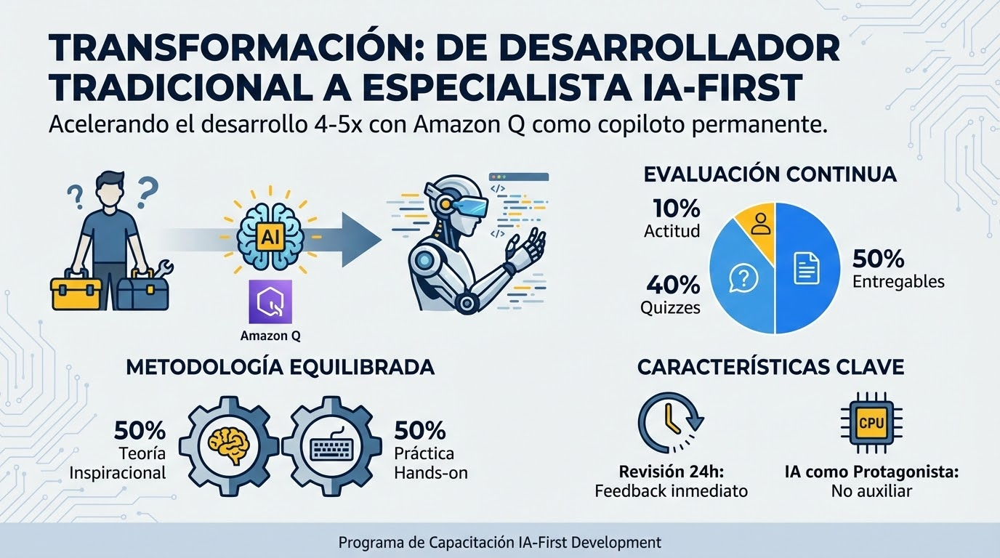 TRANSFORMACIÓN: DE DESARROLLADOR
TRADICIONAL A ESPECIALISTA IA-FIRST
Acelerando el desarrollo 4-5x con Amazon Q como copiloto permanente.
? ?
AI
Amazon Q
</>
</>
EVALUACIÓN CONTINUA
10%
Actitud
40%
Quizzes
?
50%
Entregables
METODOLOGÍA EQUILIBRADA
50%
Teoría
Inspiracional
50%
Práctica
Hands-on
CARACTERÍSTICAS CLAVE
Revisión 24h:
Feedback inmediato
CPU
IA como Protagonista:
No auxiliar
Programa de Capacitación IA-First Development